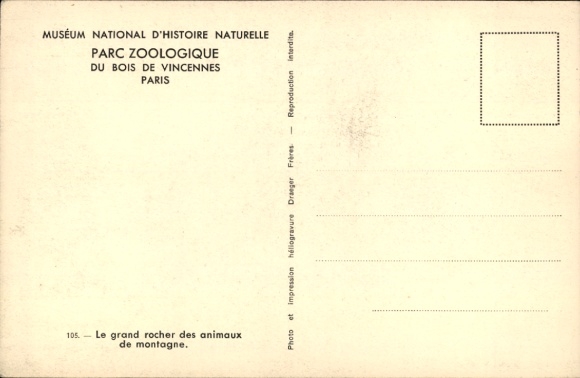 MUSÉUM NATIONAL D'HISTOIRE NATURELLE
PARC ZOOLOGIQUE
DU BOIS DE VINCENNES
PARIS
105. — Le grand rocher des animaux
de montagne.
Photo et impression héliogravure Draeger Frères. — Reproduction interdite.